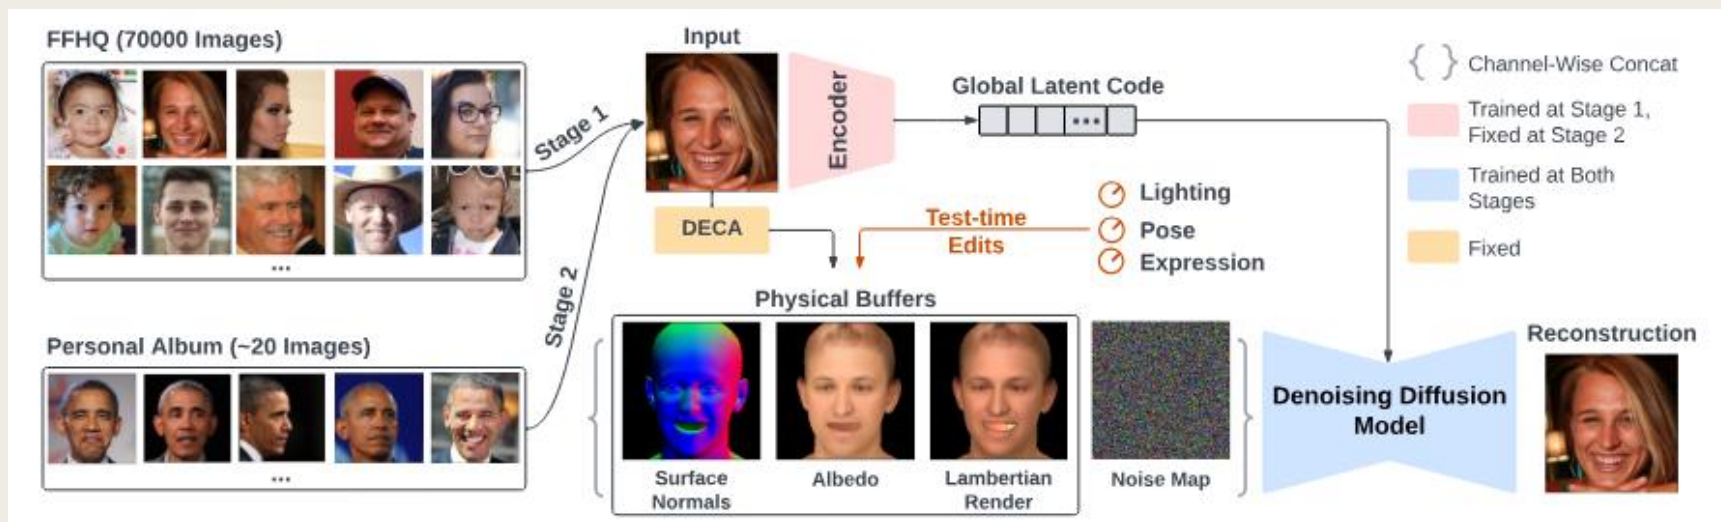 FFHQ (70000 Images)
...
Stage 1
Personal Album (~20 Images)
...
Stage 2
Input
Encoder
DECA
Global Latent Code
...
Test-time
Edits
Lighting
Pose
Expression
Physical Buffers
Surface
Normals
Albedo
Lambertian
Render
Noise Map
Denoising Diffusion
Model
Reconstruction
{ } Channel-Wise Concat
Trained at Stage 1,
Fixed at Stage 2
Trained at Both
Stages
Fixed